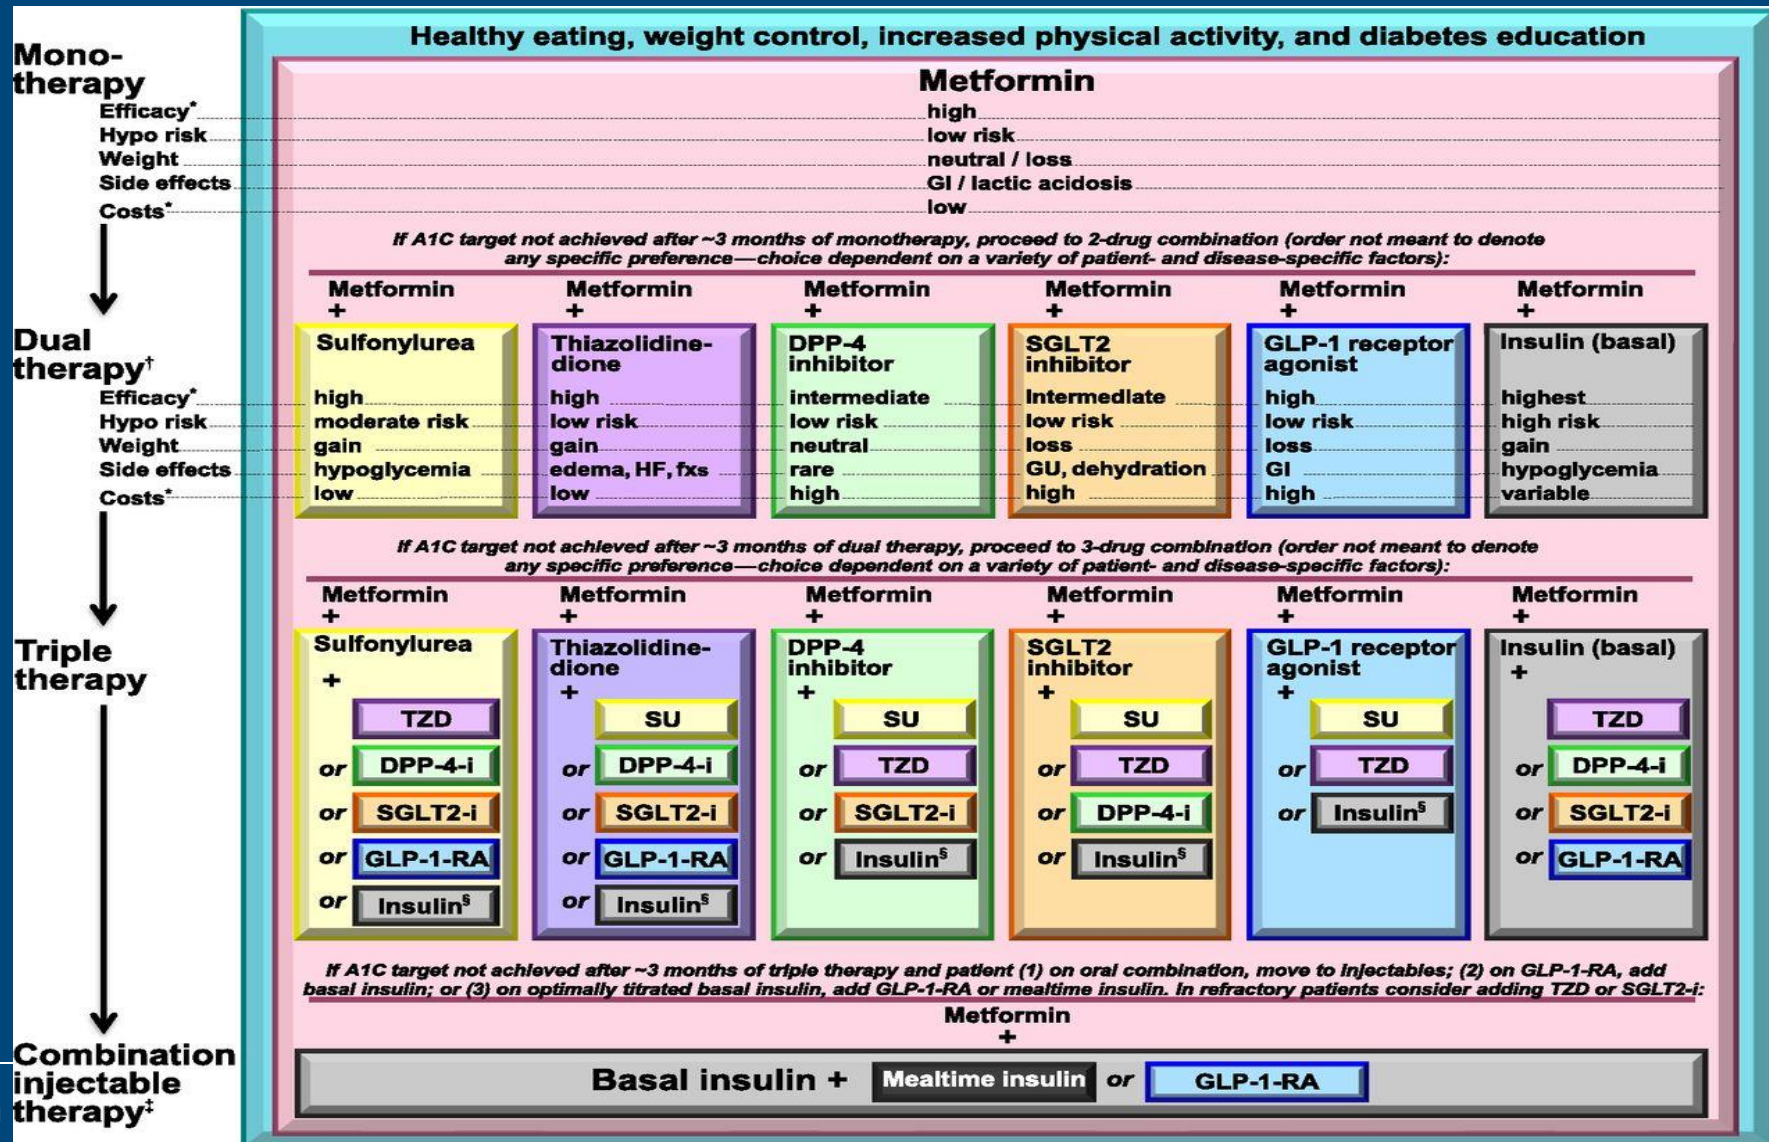 Healthy eating, weight control, increased physical activity, and diabetes education
Mono-
therapy
Metformin
Efficacy* high
Hypo risk low risk
Weight neutral / loss
Side effects GI / lactic acidosis
Costs* low
If A1C target not achieved after ~3 months of monotherapy, proceed to 2-drug combination (order not meant to denote
any specific preference—choice dependent on a variety of patient- and disease-specific factors):
Metformin Metformin Metformin Metformin Metformin Metformin
+ + + + + +
Dual
therapy†
Sulfonylurea Thiazolidine- DPP-4 SGLT2 GLP-1 receptor Insulin (basal)
dione inhibitor inhibitor agonist
Efficacy* high high intermediate Intermediate high highest
Hypo risk moderate risk low risk low risk low risk low risk high risk
Weight gain gain neutral loss loss gain
Side effects hypoglycemia edema, HF, fxs rare GU, dehydration GI hypoglycemia
Costs* low low high high high variable
If A1C target not achieved after ~3 months of dual therapy, proceed to 3-drug combination (order not meant to denote
any specific preference—choice dependent on a variety of patient- and disease-specific factors):
Metformin Metformin Metformin Metformin Metformin Metformin
+ + + + + +
Triple
therapy
Sulfonylurea Thiazolidine- DPP-4 SGLT2 GLP-1 receptor Insulin (basal)
dione inhibitor inhibitor agonist
+ + + + + +
TZD SU SU SU SU TZD
or DPP-4-i or DPP-4-i or TZD or TZD or TZD or DPP-4-i
or SGLT2-i or SGLT2-i or SGLT2-i or DPP-4-i or Insulin§ or SGLT2-i
or GLP-1-RA or GLP-1-RA or Insulin§ or Insulin§ or GLP-1-RA
or Insulin§ or Insulin§
If A1C target not achieved after ~3 months of triple therapy and patient (1) on oral combination, move to injectables; (2) on GLP-1-RA, add
basal insulin; or (3) on optimally titrated basal insulin, add GLP-1-RA or mealtime insulin. In refractory patients consider adding TZD or SGLT2-i:
Metformin
+
Combination
injectable
therapy‡
Basal insulin + Mealtime insulin or GLP-1-RA